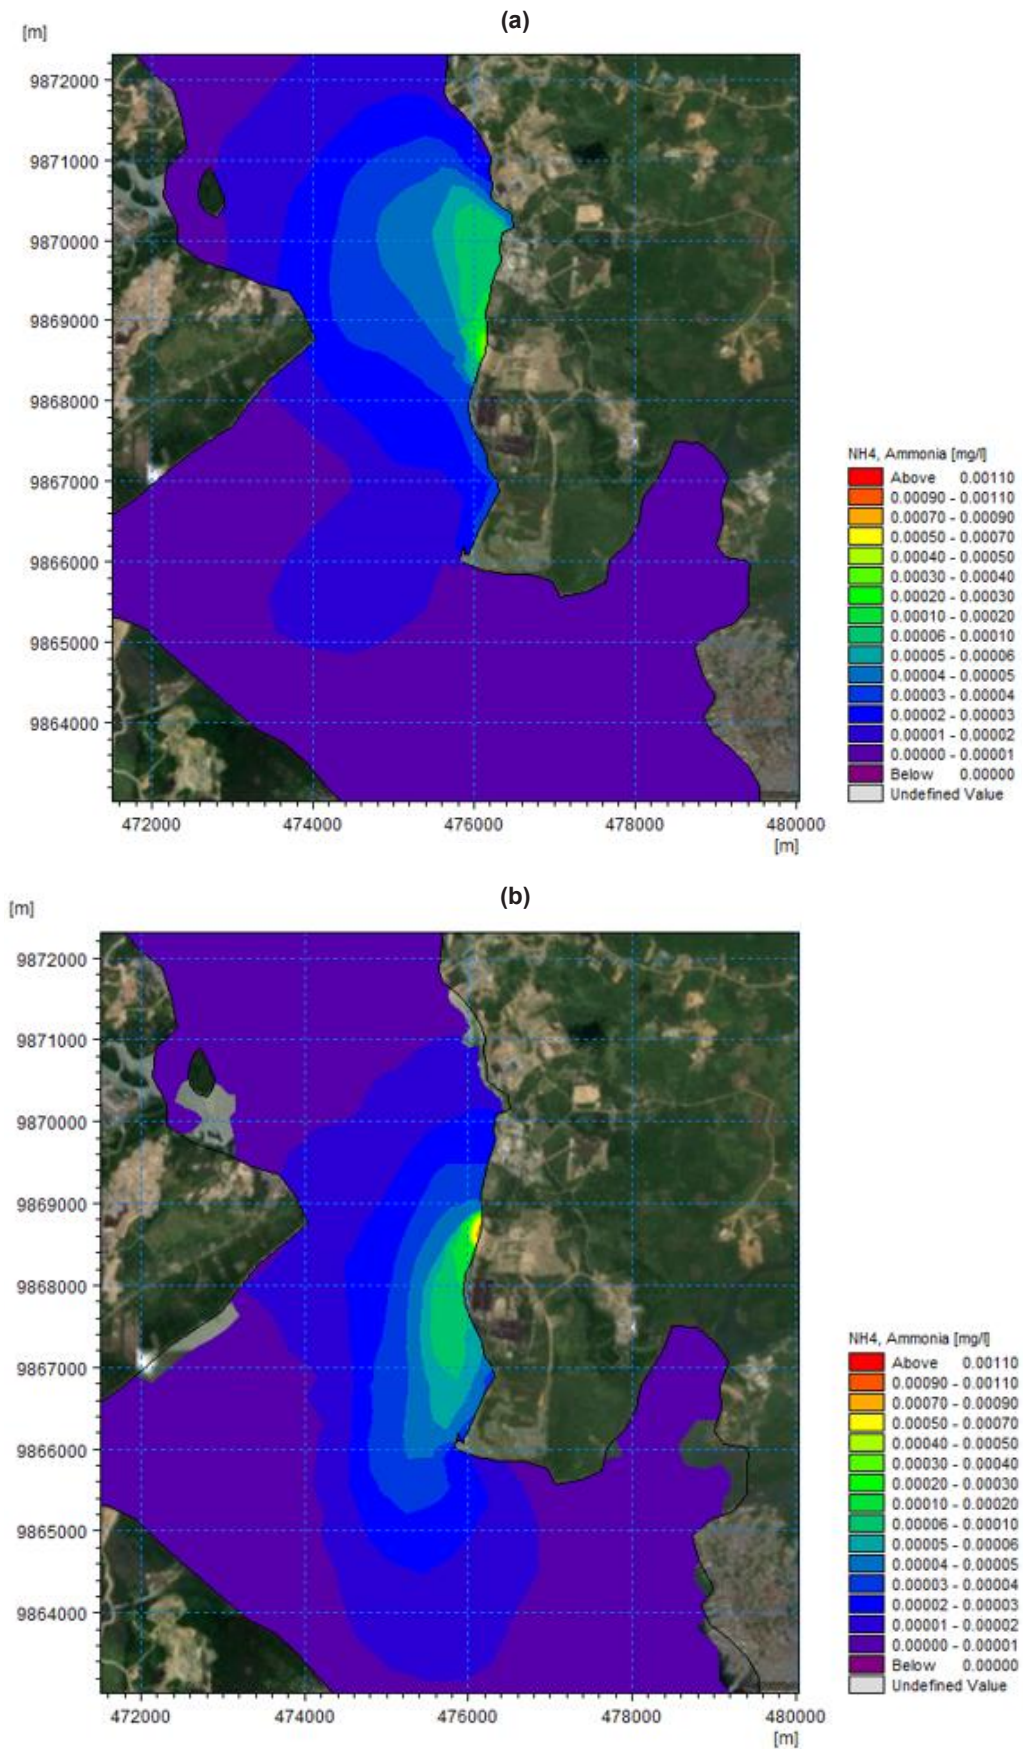 (a)
[m]
9872000
9871000
9870000
9869000
9868000
9867000
9866000
9865000
9864000
472000 474000 476000 478000 480000
[m]
NH4, Ammonia [mg/l]
Above 0.00110
0.00090 - 0.00110
0.00070 - 0.00090
0.00050 - 0.00070
0.00040 - 0.00050
0.00030 - 0.00040
0.00020 - 0.00030
0.00010 - 0.00020
0.00006 - 0.00010
0.00005 - 0.00006
0.00004 - 0.00005
0.00003 - 0.00004
0.00002 - 0.00003
0.00001 - 0.00002
0.00000 - 0.00001
Below 0.00000
Undefined Value
(b)
[m]
9872000
9871000
9870000
9869000
9868000
9867000
9866000
9865000
9864000
472000 474000 476000 478000 480000
[m]
NH4, Ammonia [mg/l]
Above 0.00110
0.00090 - 0.00110
0.00070 - 0.00090
0.00050 - 0.00070
0.00040 - 0.00050
0.00030 - 0.00040
0.00020 - 0.00030
0.00010 - 0.00020
0.00006 - 0.00010
0.00005 - 0.00006
0.00004 - 0.00005
0.00003 - 0.00004
0.00002 - 0.00003
0.00001 - 0.00002
0.00000 - 0.00001
Below 0.00000
Undefined Value